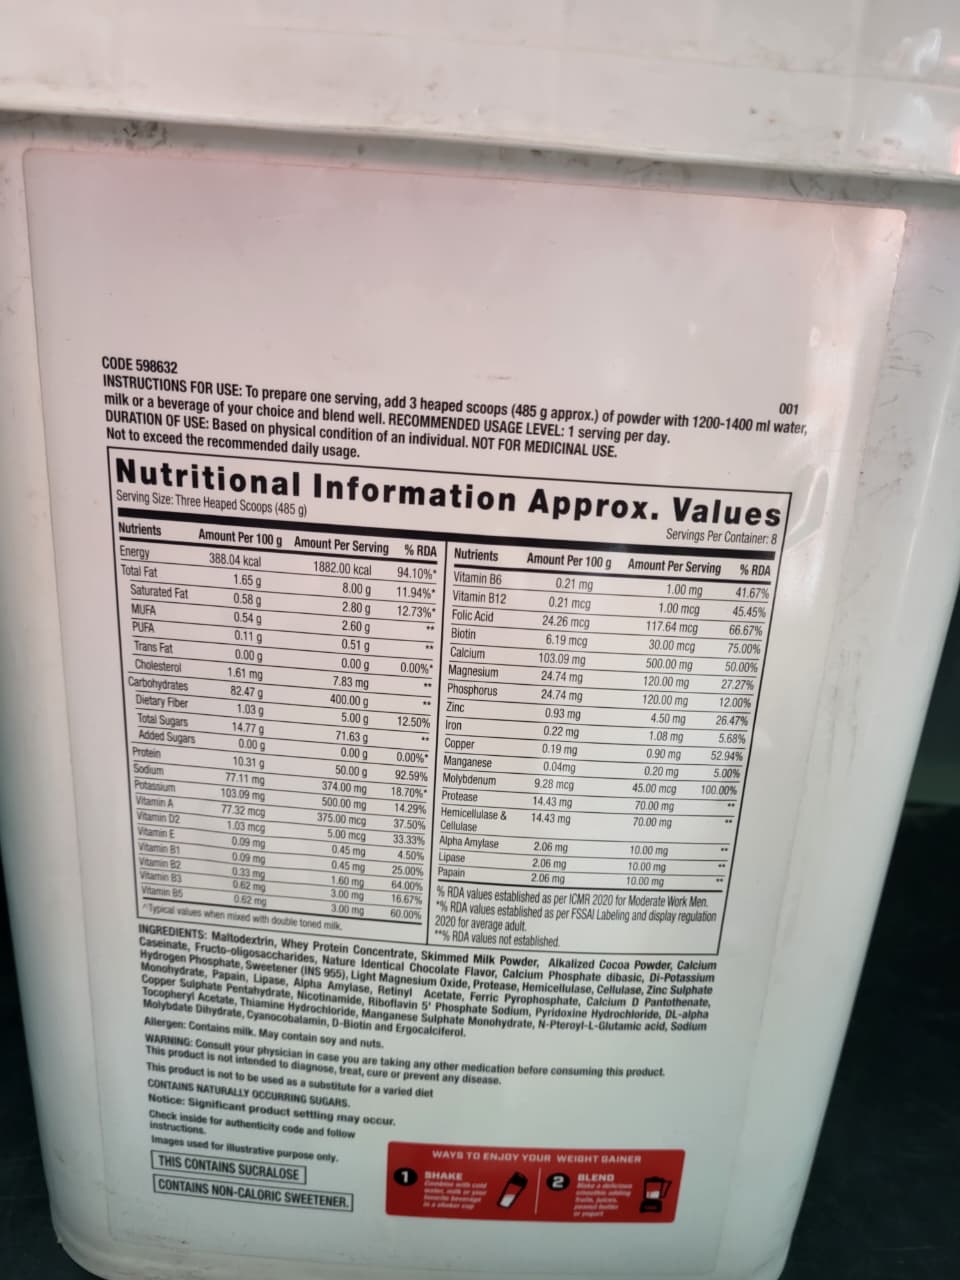 CODE 598632
001
INSTRUCTIONS FOR USE: To prepare one serving, add 3 heaped scoops (485 g approx.) of powder with 1200-1400 ml water,
milk or a beverage of your choice and blend well. RECOMMENDED USAGE LEVEL: 1 serving per day.
DURATION OF USE: Based on physical condition of an individual. NOT FOR MEDICINAL USE.
Not to exceed the recommended daily usage.
Nutritional Information Approx. Values
Serving Size: Three Heaped Scoops (485 g)
Servings Per Container: 8
Nutrients Amount Per 100 g Amount Per Serving % RDA
Energy 388.04 kcal 1882.00 kcal 94.10%*
Total Fat 1.65 g 8.00 g 11.94%*
Saturated Fat 0.58 g 2.80 g 12.73%*
MUFA 0.54 g 2.60 g **
PUFA 0.11 g 0.51 g **
Trans Fat 0.00 g 0.00 g 0.00%*
Cholesterol 1.61 mg 7.83 mg **
Carbohydrates 82.47 g 400.00 g **
Dietary Fiber 1.03 g 5.00 g 12.50%
Total Sugars 14.77 g 71.63 g **
Added Sugars 0.00 g 0.00 g 0.00%*
Protein 10.31 g 50.00 g 92.59%
Sodium 77.11 mg 374.00 mg 18.70%*
Potassium 103.09 mg 500.00 mg 14.29%
Vitamin A 77.32 mcg 375.00 mcg 37.50%
Vitamin D2 1.03 mcg 5.00 mcg 33.33%
Vitamin E 0.09 mg 0.45 mg 4.50%
Vitamin B1 0.09 mg 0.45 mg 25.00%
Vitamin B2 0.33 mg 1.60 mg 64.00%
Vitamin B3 0.62 mg 3.00 mg 16.67%
Vitamin B5 0.62 mg 3.00 mg 60.00%
Typical values when mixed with double toned milk.
Nutrients Amount Per 100 g Amount Per Serving % RDA
Vitamin B6 0.21 mg 1.00 mg 41.67%
Vitamin B12 0.21 mcg 1.00 mcg 45.45%
Folic Acid 24.26 mcg 117.64 mcg 66.67%
Biotin 6.19 mcg 30.00 mcg 75.00%
Calcium 103.09 mg 500.00 mg 50.00%
Magnesium 24.74 mg 120.00 mg 27.27%
Phosphorus 24.74 mg 120.00 mg 12.00%
Zinc 0.93 mg 4.50 mg 26.47%
Iron 0.22 mg 1.08 mg 5.68%
Copper 0.19 mg 0.90 mg 52.94%
Manganese 0.04mg 0.20 mg 5.00%
Molybdenum 9.28 mcg 45.00 mcg 100.00%
Protease 14.43 mg 70.00 mg **
Hemicellulase & 14.43 mg 70.00 mg **
Cellulase
Alpha Amylase 2.06 mg 10.00 mg **
Lipase 2.06 mg 10.00 mg **
Papain 2.06 mg 10.00 mg **
% RDA values established as per ICMR 2020 for Moderate Work Men.
*% RDA values established as per FSSAI Labeling and display regulation
2020 for average adult.
**% RDA values not established.
INGREDIENTS: Maltodextrin, Whey Protein Concentrate, Skimmed Milk Powder, Alkalized Cocoa Powder, Calcium
Caseinate, Fructo-oligosaccharides, Nature Identical Chocolate Flavor, Calcium Phosphate dibasic, Di-Potassium
Hydrogen Phosphate, Sweetener (INS 955), Light Magnesium Oxide, Protease, Hemicellulase, Cellulase, Zinc Sulphate
Monohydrate, Papain, Lipase, Alpha Amylase, Retinyl Acetate, Ferric Pyrophosphate, Calcium D Pantothenate,
Copper Sulphate Pentahydrate, Nicotinamide, Riboflavin 5' Phosphate Sodium, Pyridoxine Hydrochloride, DL-alpha
Tocopheryl Acetate, Thiamine Hydrochloride, Manganese Sulphate Monohydrate, N-Pteroyl-L-Glutamic acid, Sodium
Molybdate Dihydrate, Cyanocobalamin, D-Biotin and Ergocalciferol.
Allergen: Contains milk. May contain soy and nuts.
WARNING: Consult your physician in case you are taking any other medication before consuming this product.
This product is not intended to diagnose, treat, cure or prevent any disease.
This product is not to be used as a substitute for a varied diet
CONTAINS NATURALLY OCCURRING SUGARS.
Notice: Significant product settling may occur.
Check inside for authenticity code and follow
instructions.
Images used for illustrative purpose only.
THIS CONTAINS SUCRALOSE
CONTAINS NON-CALORIC SWEETENER.
WAYS TO ENJOY YOUR WEIGHT GAINER
1 SHAKE
Combine with cold
water, milk or your
favorite beverage
in a shaker cup
2 BLEND
Make a delicious
smoothie adding
fruits, juices,
peanut butter
or yogurt